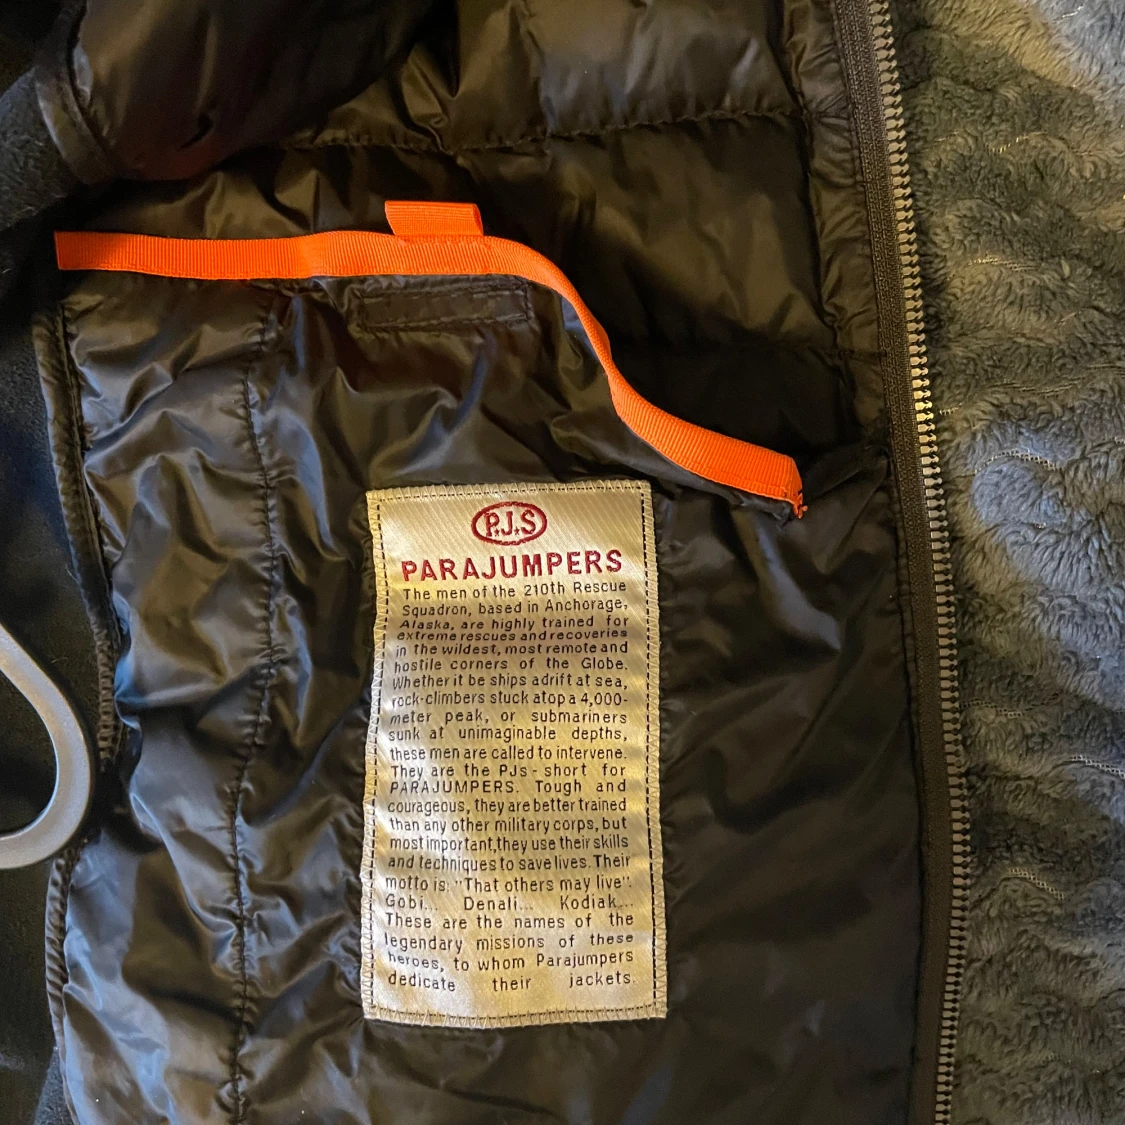 P.J.S
PARAJUMPERS
The men of the 210th Rescue
Squadron, based in Anchorage,
Alaska, are highly trained for
extreme rescues and recoveries
in the wildest, most remote and
hostile corners of the Globe.
Whether it be ships adrift at sea,
rock-climbers stuck atop a 4,000-
meter peak, or submariners
sunk at unimaginable depths,
these men are called to intervene.
They are the PJs - short for
PARAJUMPERS. Tough and
courageous, they are better trained
than any other military corps, but
most important, they use their skills
and techniques to save lives. Their
motto is: "That others may live".
Gobi... Denali... Kodiak...
These are the names of the
legendary missions of these
heroes, to whom Parajumpers
dedicate their jackets.